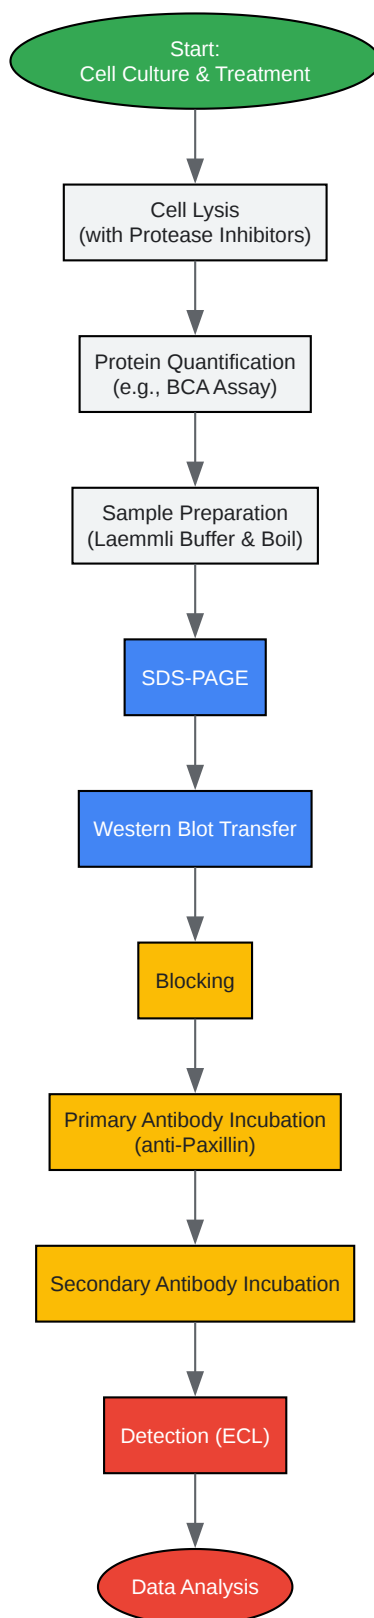 Start:
Cell Culture & Treatment
Cell Lysis
(with Protease Inhibitors)
Protein Quantification
(e.g., BCA Assay)
Sample Preparation
(Laemmli Buffer & Boil)
SDS-PAGE
Western Blot Transfer
Blocking
Primary Antibody Incubation
(anti-Paxillin)
Secondary Antibody Incubation
Detection (ECL)
Data Analysis